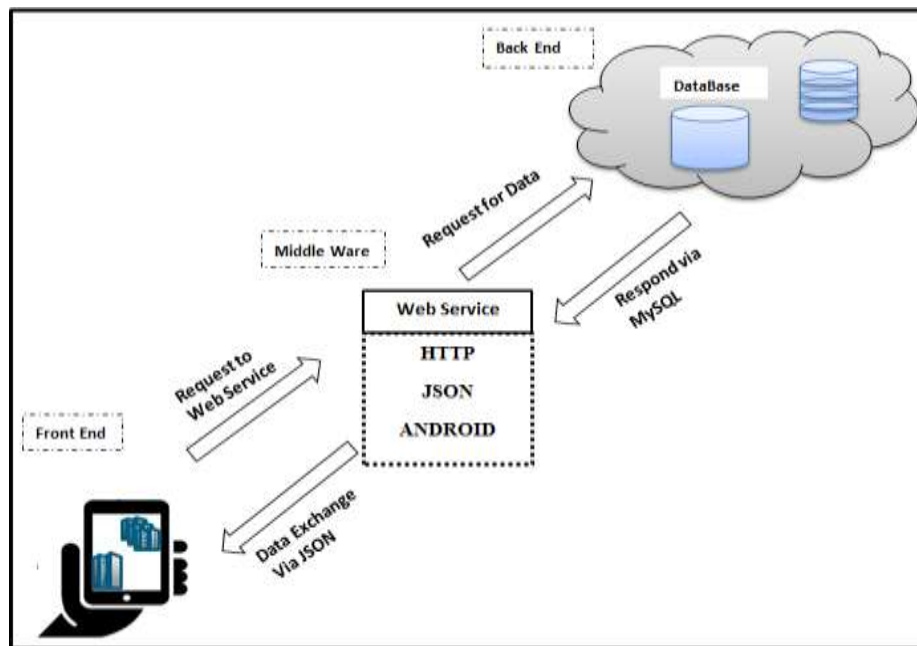 Back End
DataBase
Request for Data
Middle Ware
Respond via
MySQL
Web Service
HTTP
JSON
ANDROID
Request to
Web Service
Front End
Data Exchange
Via JSON